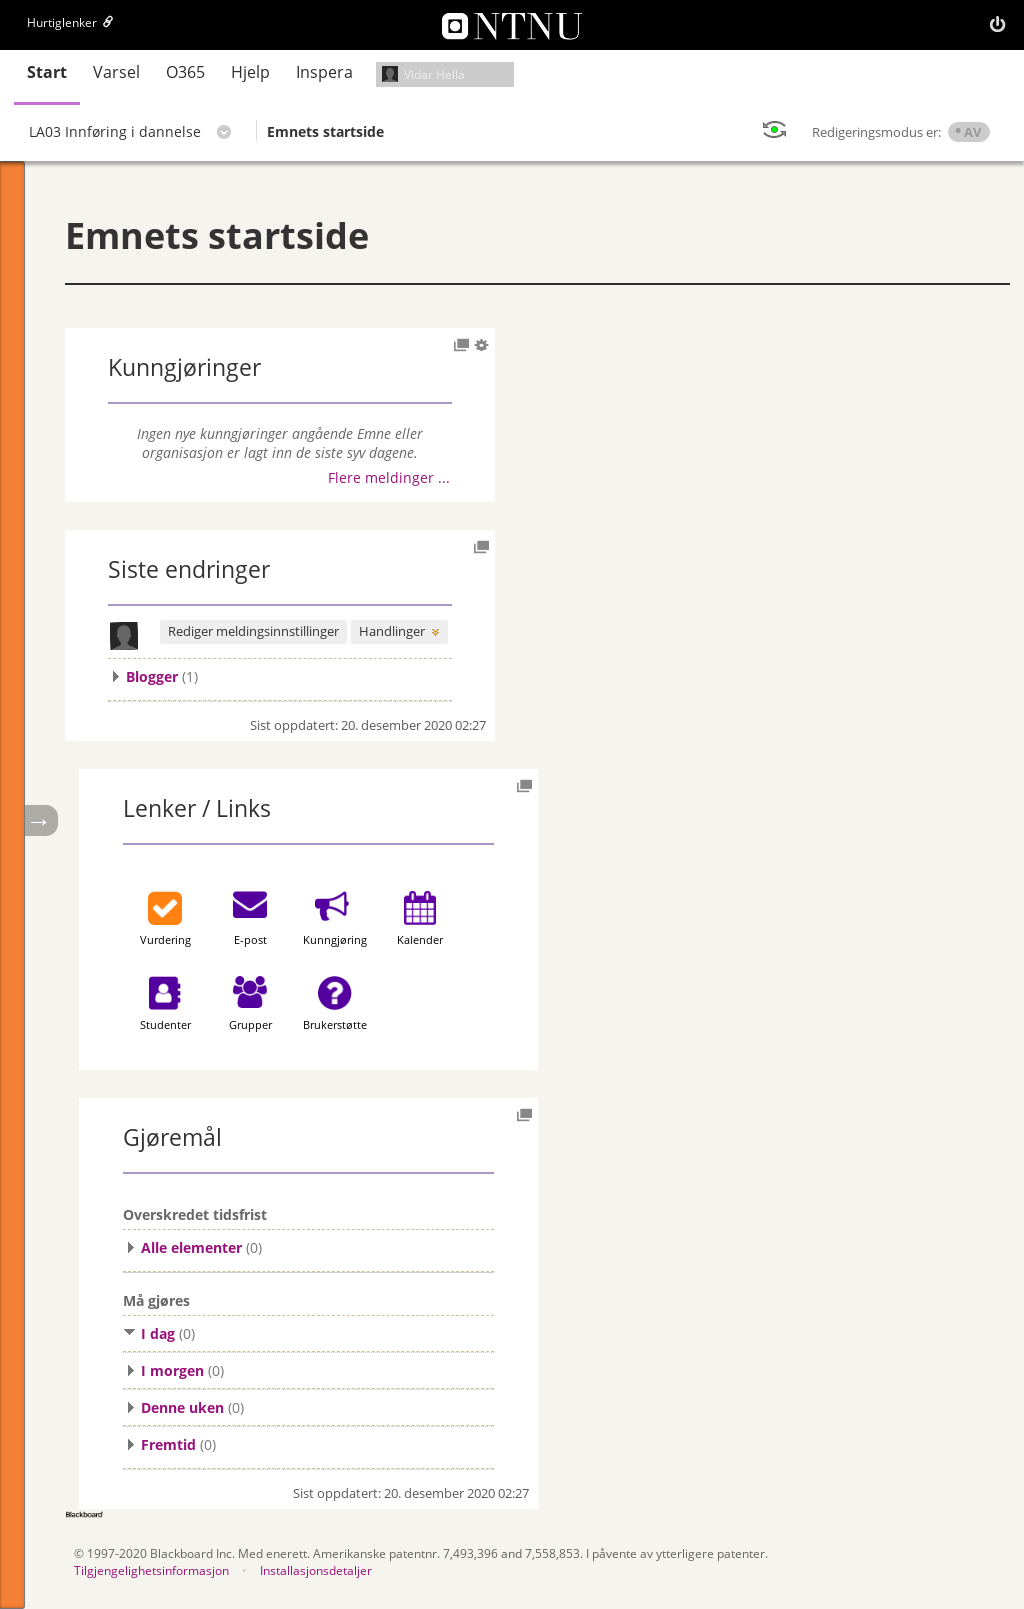 Hurtiglenker
NTNU
Start Varsel O365 Hjelp Inspera Vidar Hella
LA03 Innføring i dannelse Emnets startside Redigeringsmodus er: AV
Emnets startside
Kunngjøringer
Ingen nye kunngjøringer angående Emne eller
organisasjon er lagt inn de siste syv dagene.
Flere meldinger ...
Siste endringer
Rediger meldingsinnstillinger Handlinger
Blogger (1)
Sist oppdatert: 20. desember 2020 02:27
→
Lenker / Links
Vurdering E-post Kunngjøring Kalender
Studenter Grupper Brukerstøtte
Gjøremål
Overskredet tidsfrist
Alle elementer (0)
Må gjøres
I dag (0)
I morgen (0)
Denne uken (0)
Fremtid (0)
Sist oppdatert: 20. desember 2020 02:27
Blackboard
© 1997-2020 Blackboard Inc. Med enerett. Amerikanske patentnr. 7,493,396 and 7,558,853. I påvente av ytterligere patenter.
Tilgjengelighetsinformasjon • Installasjonsdetaljer